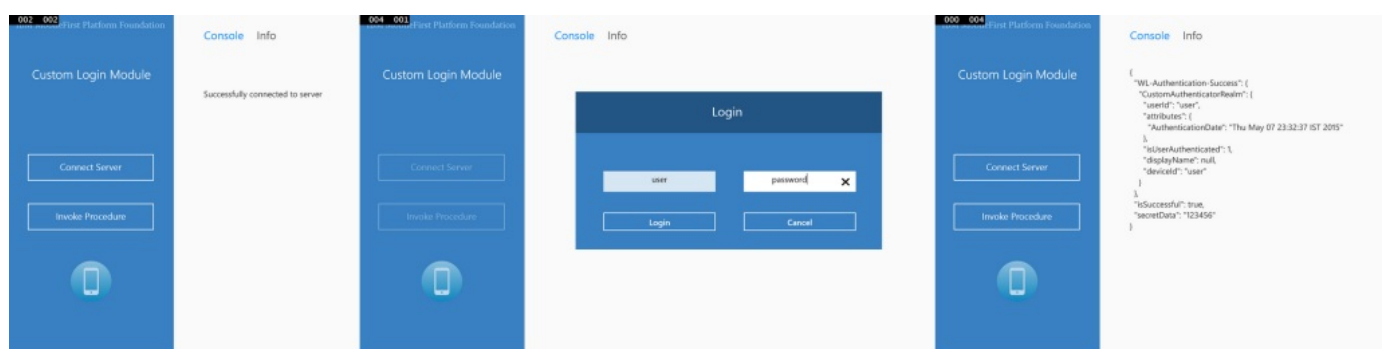 002 002
First Platform Foundation
Console Info
Custom Login Module
Successfully connected to server
Connect Server
Invoke Procedure
004 001
First Platform Foundation
Console Info
Custom Login Module
Login
Connect Server
user password ✕
Invoke Procedure
Login Cancel
000 004
First Platform Foundation
Console Info
Custom Login Module
Connect Server
Invoke Procedure
{
"WL-Authentication-Success": {
"CustomAuthenticatorRealm": {
"userId": "user",
"attributes": {
"AuthenticationDate": "Thu May 07 23:32:37 IST 2015"
},
"isUserAuthenticated": 1,
"displayName": null,
"deviceId": "user"
}
},
"isSuccessful": true,
"secretData": "123456"
}